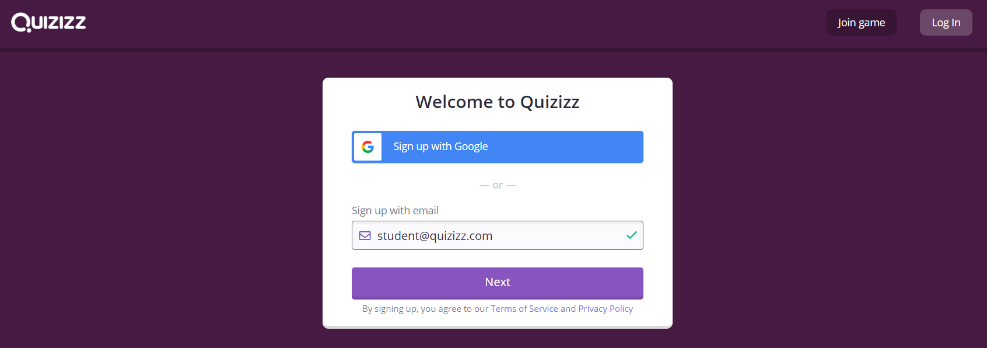 Quizizz
Join game
Log In
Welcome to Quizizz
Sign up with Google
— or —
Sign up with email
student@quizizz.com
Next
By signing up, you agree to our Terms of Service and Privacy Policy